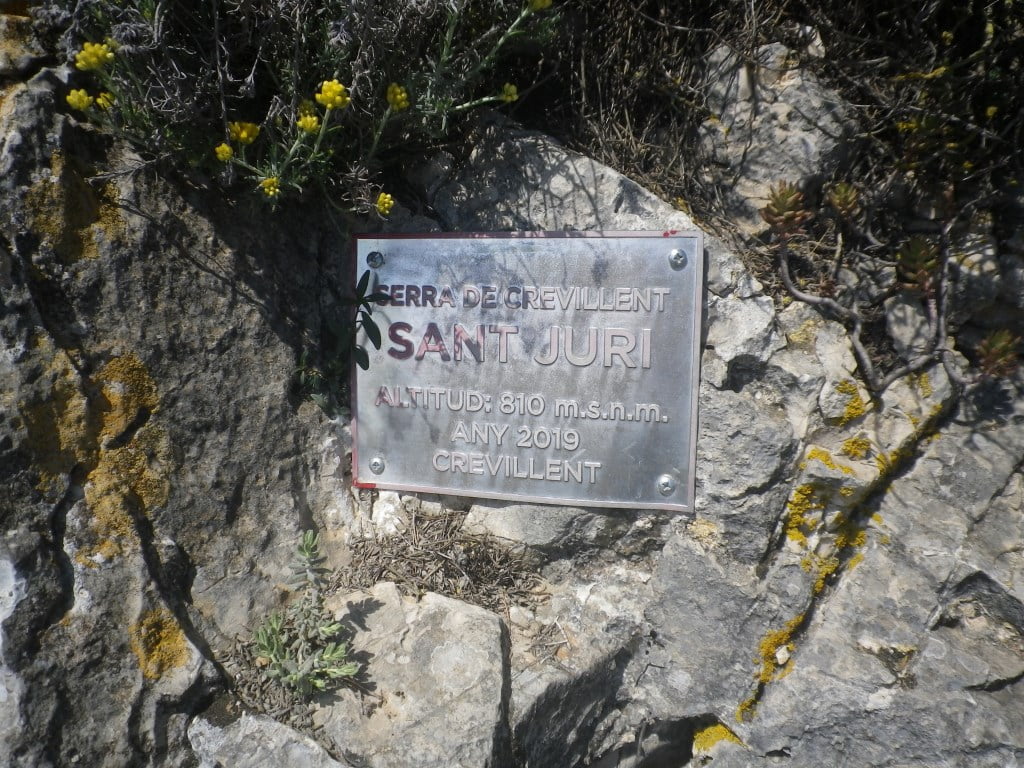 SERRA DE CREVILLENT
SANT JURI
ALTITUD: 810 m.s.n.m.
ANY 2019
CREVILLENT